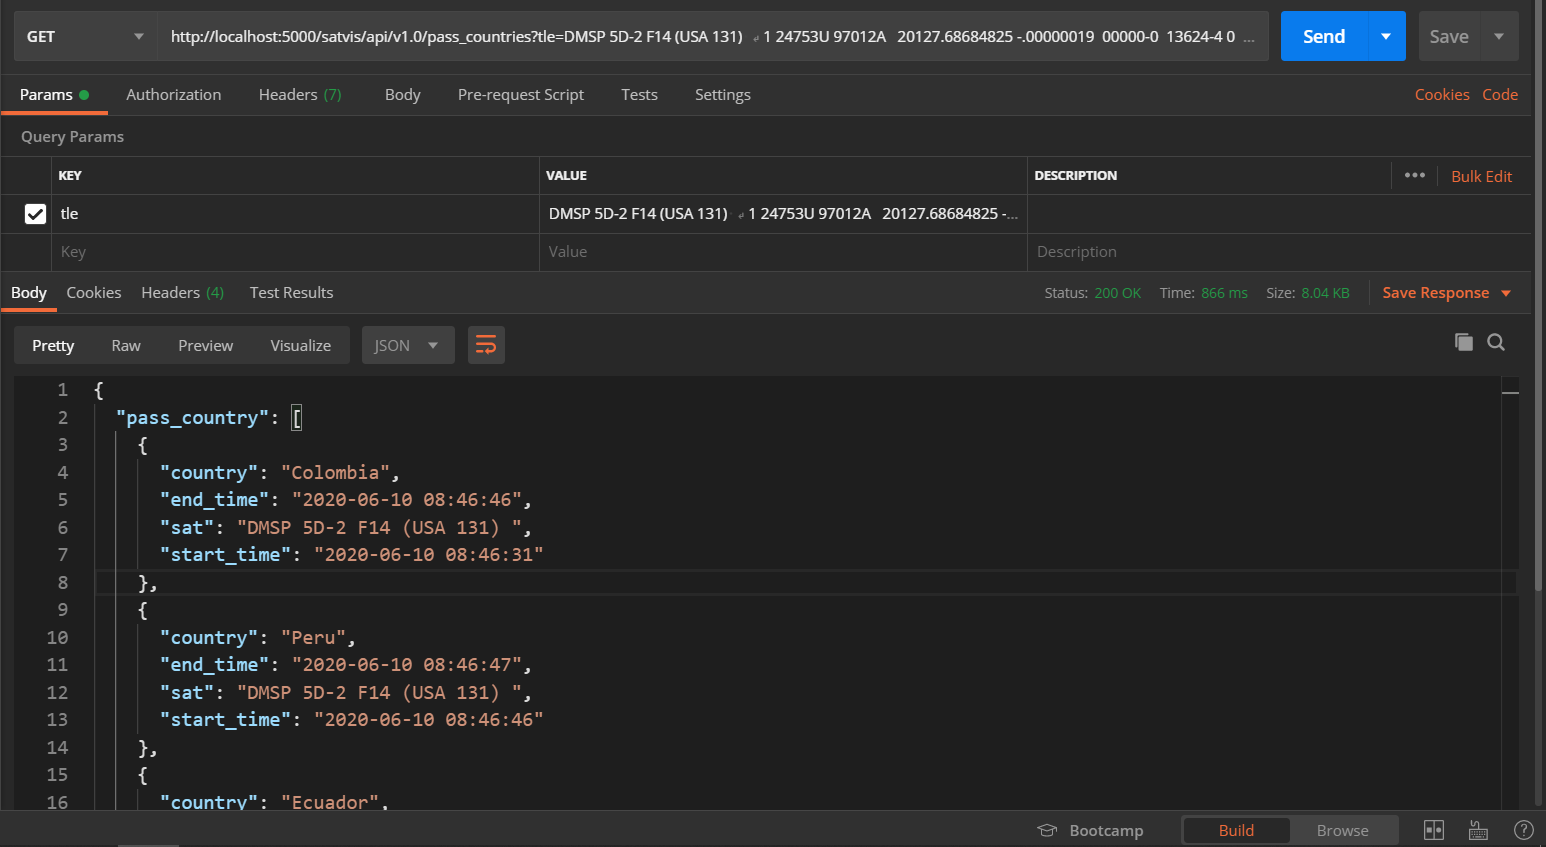 GET http://localhost:5000/satvis/api/v1.0/pass_countries?tle=DMSP 5D-2 F14 (USA 131) ↲1 24753U 97012A 20127.68684825 -.00000019 00000-0 13624-4 0 ... Send Save
Params Authorization Headers (7) Body Pre-request Script Tests Settings Cookies Code
Query Params
KEY VALUE DESCRIPTION ••• Bulk Edit
tle DMSP 5D-2 F14 (USA 131) ↲1 24753U 97012A 20127.68684825 -...
Key Value Description
Body Cookies Headers (4) Test Results Status: 200 OK Time: 866 ms Size: 8.04 KB Save Response
Pretty Raw Preview Visualize JSON
1 {
2 "pass_country": [
3 {
4 "country": "Colombia",
5 "end_time": "2020-06-10 08:46:46",
6 "sat": "DMSP 5D-2 F14 (USA 131) ",
7 "start_time": "2020-06-10 08:46:31"
8 },
9 {
10 "country": "Peru",
11 "end_time": "2020-06-10 08:46:47",
12 "sat": "DMSP 5D-2 F14 (USA 131) ",
13 "start_time": "2020-06-10 08:46:46"
14 },
15 {
16 "country": "Ecuador",
Bootcamp Build Browse ?